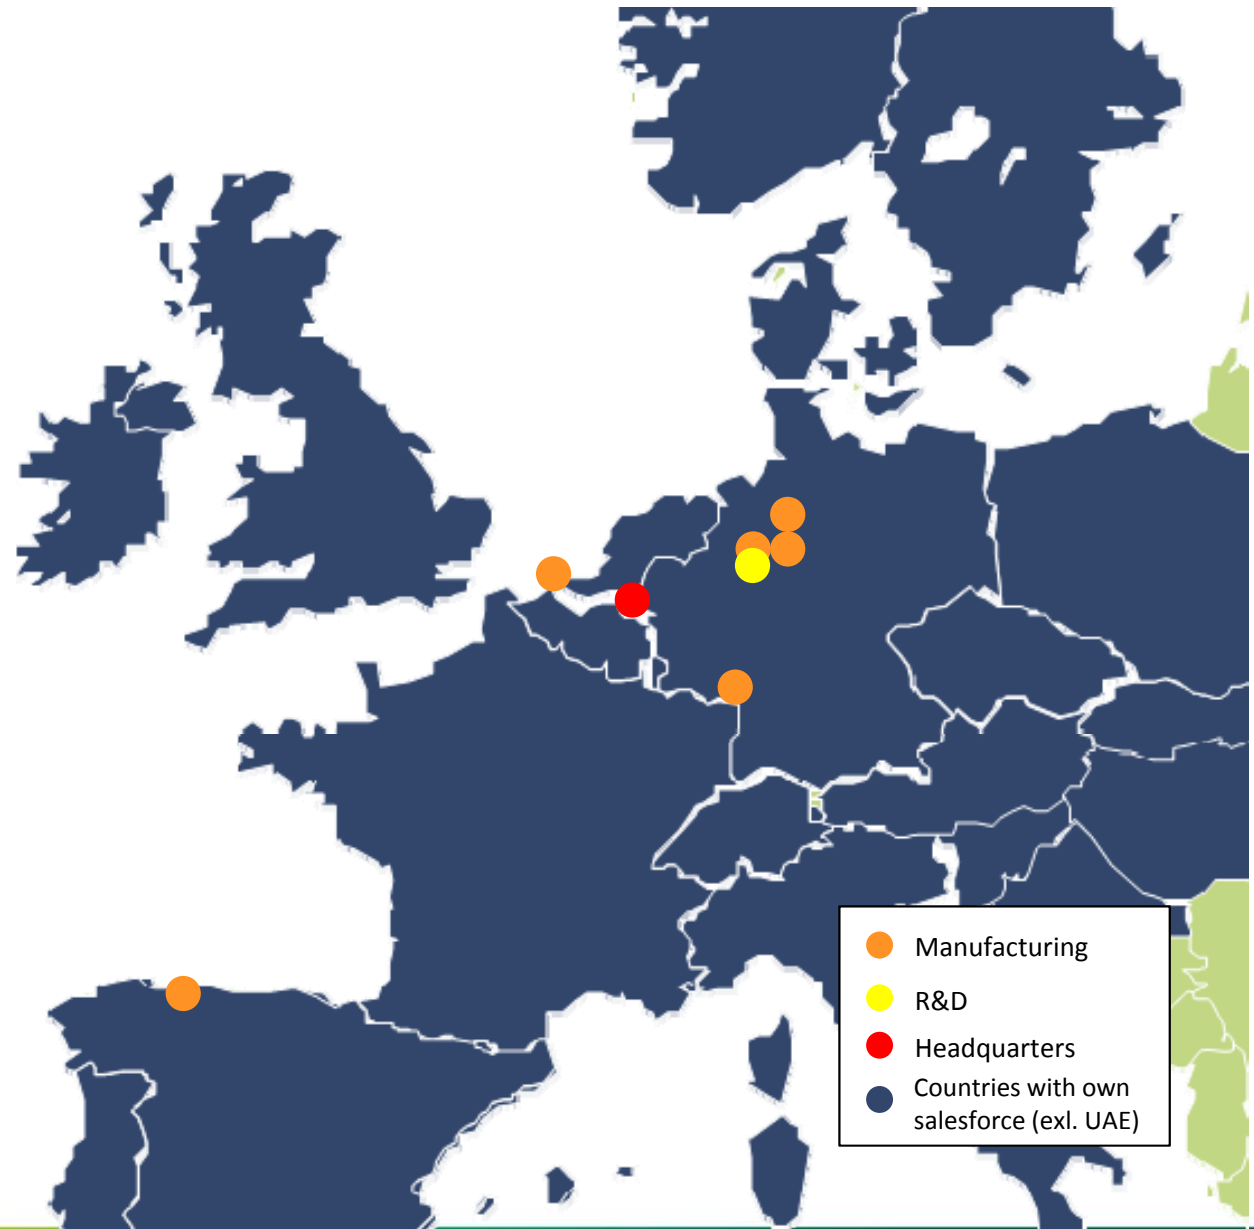 Manufacturing
R&D
Headquarters
Countries with own
salesforce (exl. UAE)